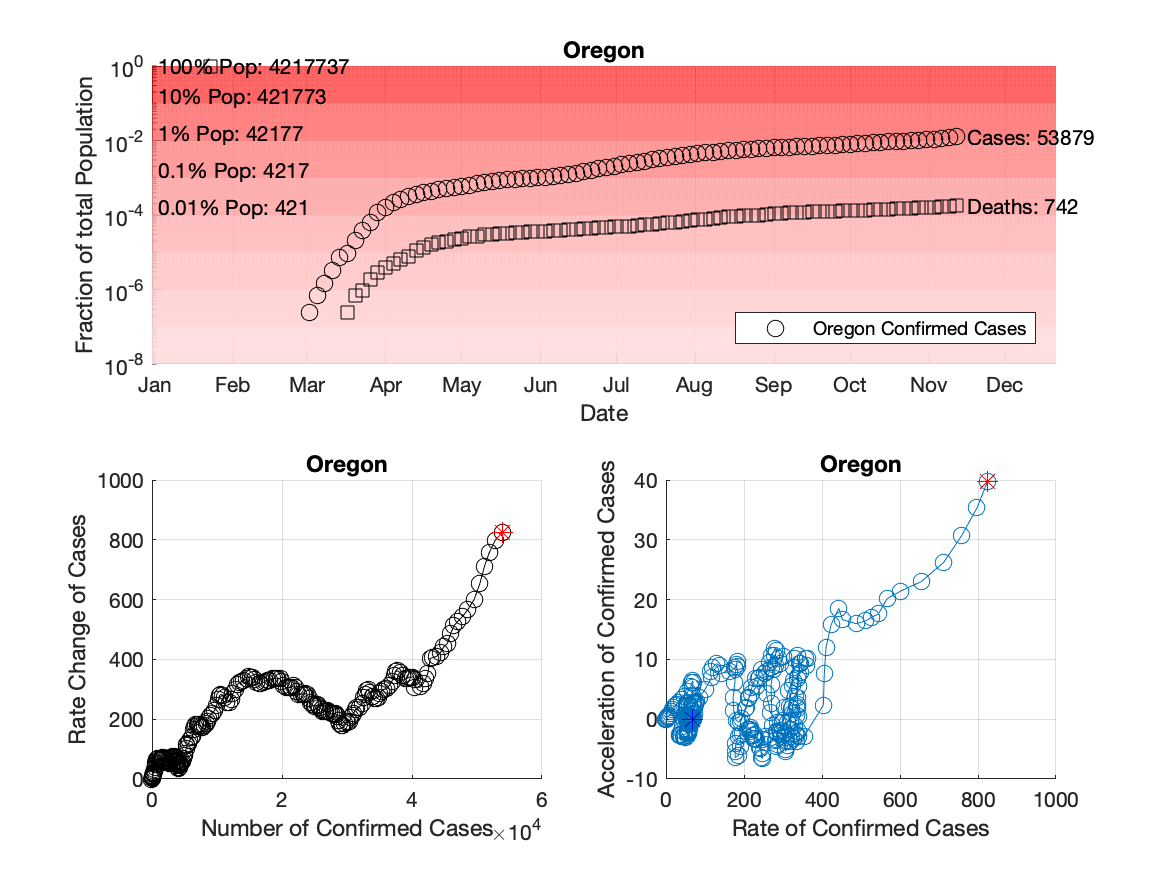 Oregon
10^0
100% Pop: 4217737
10% Pop: 421773
10^-2
1% Pop: 42177
Cases: 53879
0.1% Pop: 4217
10^-4
0.01% Pop: 421
Deaths: 742
10^-6
Oregon Confirmed Cases
10^-8
Fraction of total Population
Jan Feb Mar Apr May Jun Jul Aug Sep Oct Nov Dec
Date
Oregon
1000
800
600
400
200
0
Rate Change of Cases
0 2 4 6
Number of Confirmed Cases
×10^4
Oregon
40
30
20
10
0
-10
Acceleration of Confirmed Cases
0 200 400 600 800 1000
Rate of Confirmed Cases